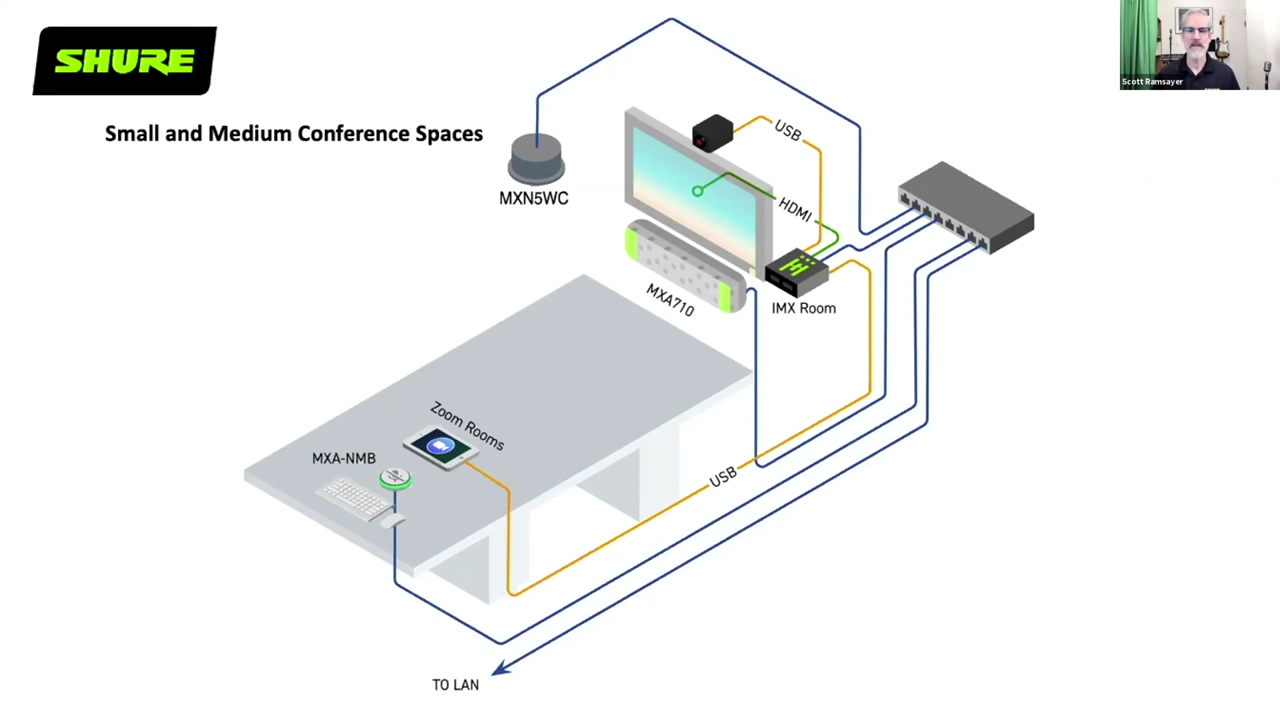 SHURE
Scott Ramsayer
Small and Medium Conference Spaces
USB
MXN5WC
HDMI
MXA710
IMX Room
Zoom Rooms
MXA-NMB
USB
TO LAN